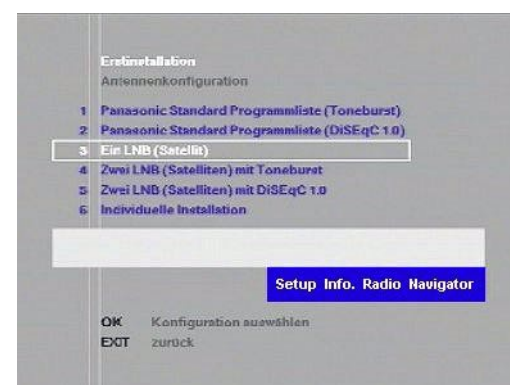 Erstinstallation
Antennenkonfiguration
1 Panasonic Standard Programmliste (Toneburst)
2 Panasonic Standard Programmliste (DiSEqC 1.0)
3 Ein LNB (Satellit)
4 Zwei LNB (Satelliten) mit Toneburst
5 Zwei LNB (Satelliten) mit DiSEqC 1.0
6 Individuelle Installation
Setup Info. Radio Navigator
OK Konfiguration auswählen
EXIT zurück